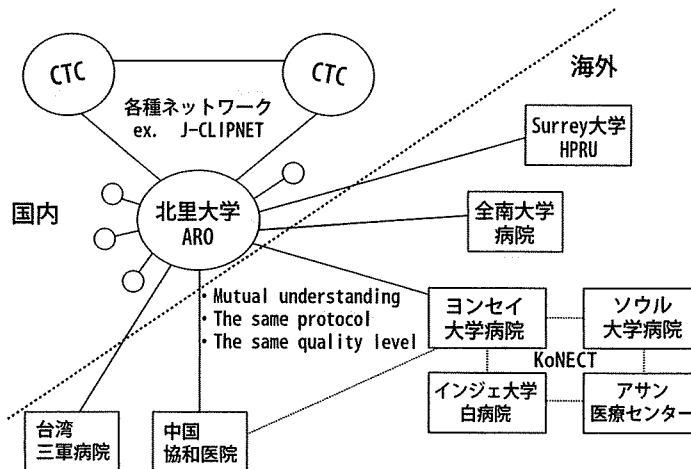 CTC
CTC
海外
各種ネットワーク
ex. J-CLIPNET
Surrey大学
HPRU
国内
北里大学
ARO
全南大学
病院
・Mutual understanding
・The same protocol
・The same quality level
ヨンセイ
大学病院
ソウル
大学病院
KoNECT
インジェ大学
白病院
アサン
医療センター
台湾
三軍病院
中国
協和医院